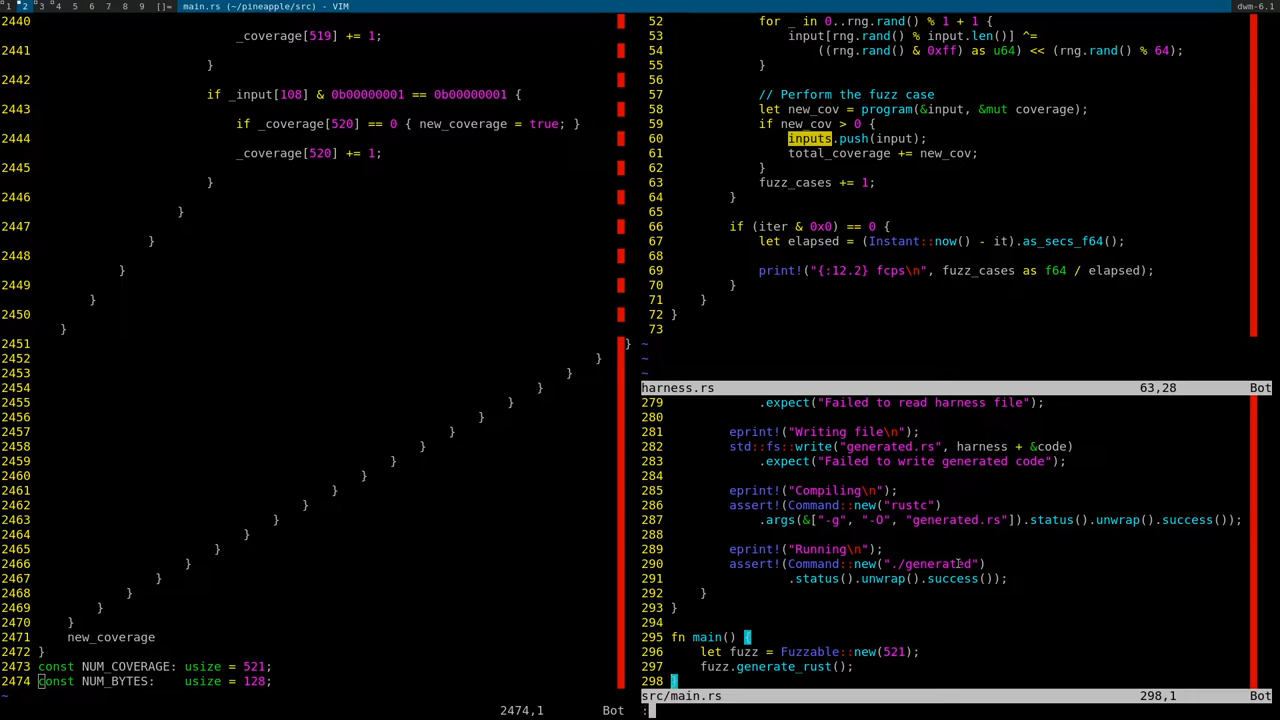 1 2 3 4 5 6 7 8 9 []= main.rs (~/pineapple/src) - VIM dwm-6.1
2440
_coverage[519] += 1;
2441
}
2442
if _input[108] & 0b00000001 == 0b00000001 {
2443
if _coverage[520] == 0 { new_coverage = true; }
2444
_coverage[520] += 1;
2445
}
2446
}
2447
}
2448
}
2449
}
2450
}
2451 }
2452 }
2453 }
2454 }
2455 }
2456 }
2457 }
2458 }
2459 }
2460 }
2461 }
2462 }
2463 }
2464 }
2465 }
2466 }
2467 }
2468 }
2469 }
2470 }
2471 new_coverage
2472 }
2473 const NUM_COVERAGE: usize = 521;
2474 const NUM_BYTES: usize = 128;
~
2474,1 Bot
52 for _ in 0..rng.rand() % 1 + 1 {
53 input[rng.rand() % input.len()] ^=
54 ((rng.rand() & 0xff) as u64) << (rng.rand() % 64);
55 }
56
57 // Perform the fuzz case
58 let new_cov = program(&input, &mut coverage);
59 if new_cov > 0 {
60 inputs.push(input);
61 total_coverage += new_cov;
62 }
63 fuzz_cases += 1;
64 }
65
66 if (iter & 0x0) == 0 {
67 let elapsed = (Instant::now() - it).as_secs_f64();
68
69 print!("{:12.2} fcps\n", fuzz_cases as f64 / elapsed);
70 }
71 }
72 }
73
~
~
~
harness.rs 63,28 Bot
279 .expect("Failed to read harness file");
280
281 eprint!("Writing file\n");
282 std::fs::write("generated.rs", harness + &code)
283 .expect("Failed to write generated code");
284
285 eprint!("Compiling\n");
286 assert!(Command::new("rustc")
287 .args(&["-g", "-O", "generated.rs"]).status().unwrap().success());
288
289 eprint!("Running\n");
290 assert!(Command::new("./generated")
291 .status().unwrap().success());
292 }
293 }
294
295 fn main() {
296 let fuzz = Fuzzable::new(521);
297 fuzz.generate_rust();
298 }
src/main.rs 298,1 Bot
: